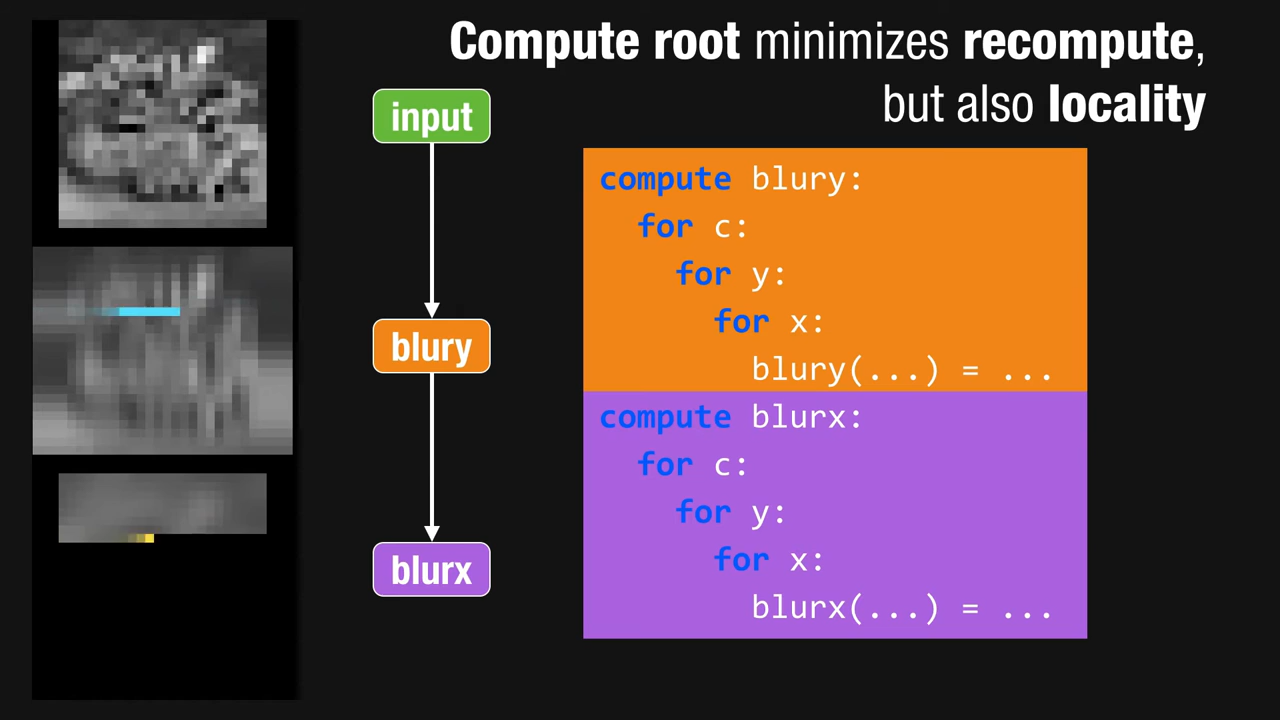 Compute root minimizes recompute,
but also locality
input
blury
blurx
compute blury:
for c:
for y:
for x:
blury(...) = ...
compute blurx:
for c:
for y:
for x:
blurx(...) = ...